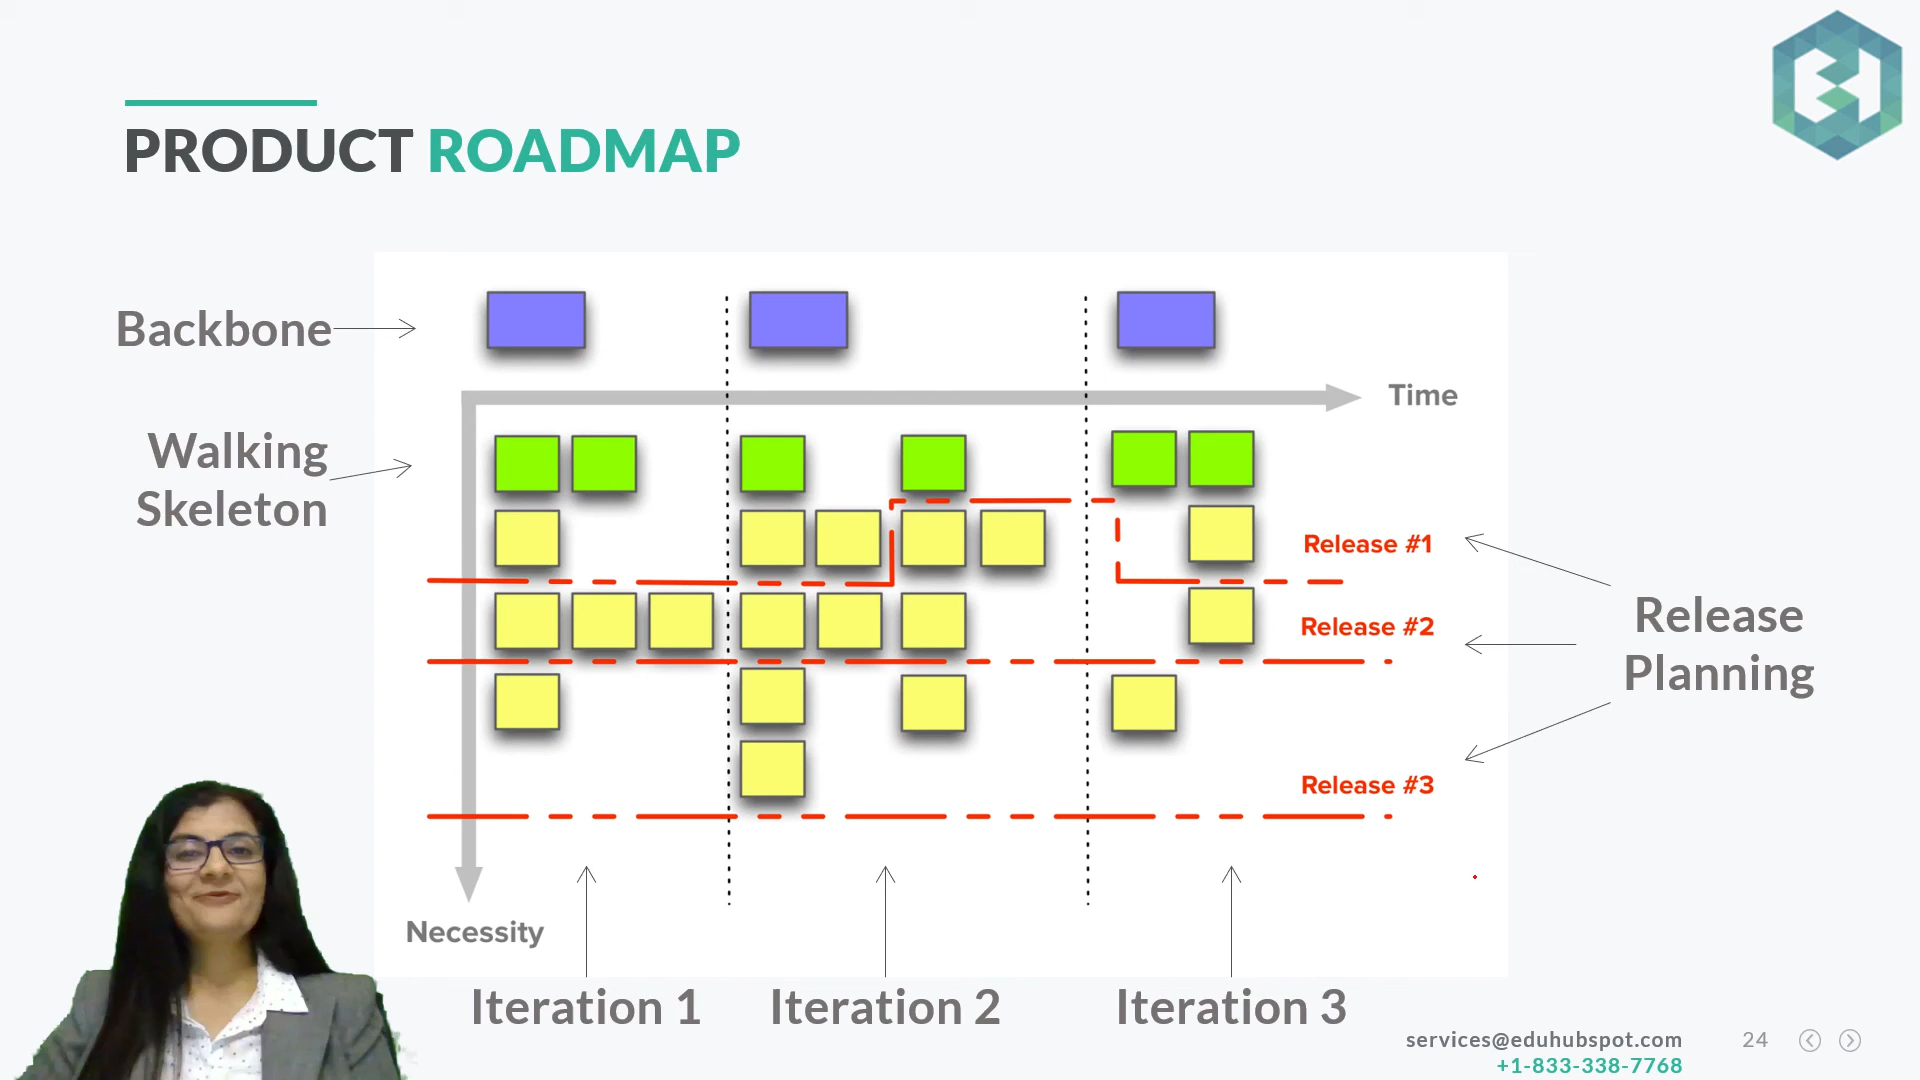 PRODUCT ROADMAP
Backbone
Time
Walking
Skeleton
Release #1
Release #2
Release
Planning
Release #3
Necessity
Iteration 1
Iteration 2
Iteration 3
services@eduhubspot.com
24
+1-833-338-7768